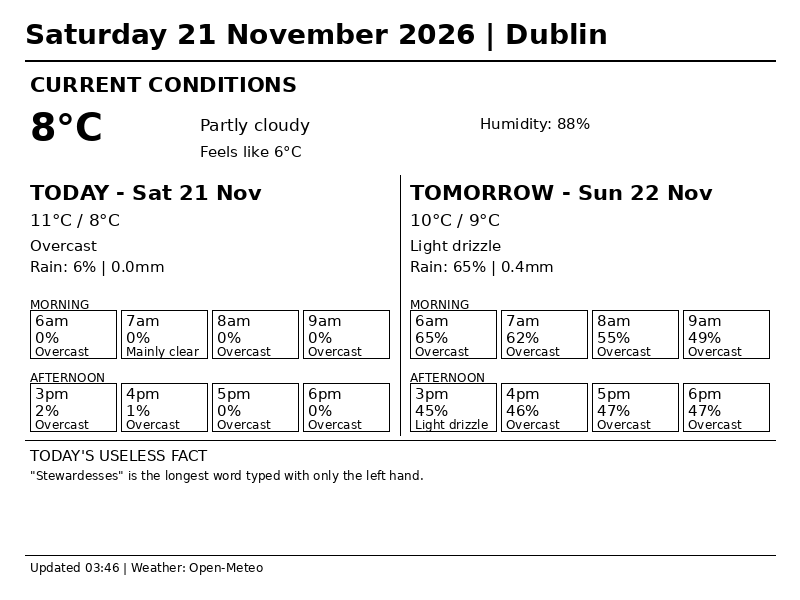 Saturday 21 November 2026 | Dublin
CURRENT CONDITIONS
8°C
Partly cloudy
Feels like 6°C
Humidity: 88%
TODAY - Sat 21 Nov
11°C / 8°C
Overcast
Rain: 6% | 0.0mm
MORNING
6am
0%
Overcast
7am
0%
Mainly clear
8am
0%
Overcast
9am
0%
Overcast
AFTERNOON
3pm
2%
Overcast
4pm
1%
Overcast
5pm
0%
Overcast
6pm
0%
Overcast
TOMORROW - Sun 22 Nov
10°C / 9°C
Light drizzle
Rain: 65% | 0.4mm
MORNING
6am
65%
Overcast
7am
62%
Overcast
8am
55%
Overcast
9am
49%
Overcast
AFTERNOON
3pm
45%
Light drizzle
4pm
46%
Overcast
5pm
47%
Overcast
6pm
47%
Overcast
TODAY'S USELESS FACT
"Stewardesses" is the longest word typed with only the left hand.
Updated 03:46 | Weather: Open-Meteo